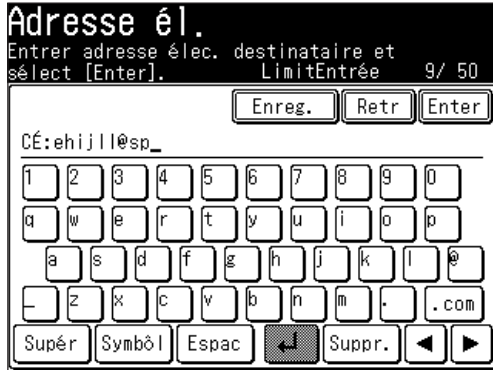 Adresse él.
Entrer adresse élec. destinataire et
sélect [Enter]. LimitEntrée 9/ 50
Enreg. Retr Enter
CÉ:ehijll@sp_
1 2 3 4 5 6 7 8 9 0
q w e r t y u i o p
a s d f g h j k l @
_ z x c v b n m . .com
Supér Symbôl Espac ↵ Suppr. ◀ ▶